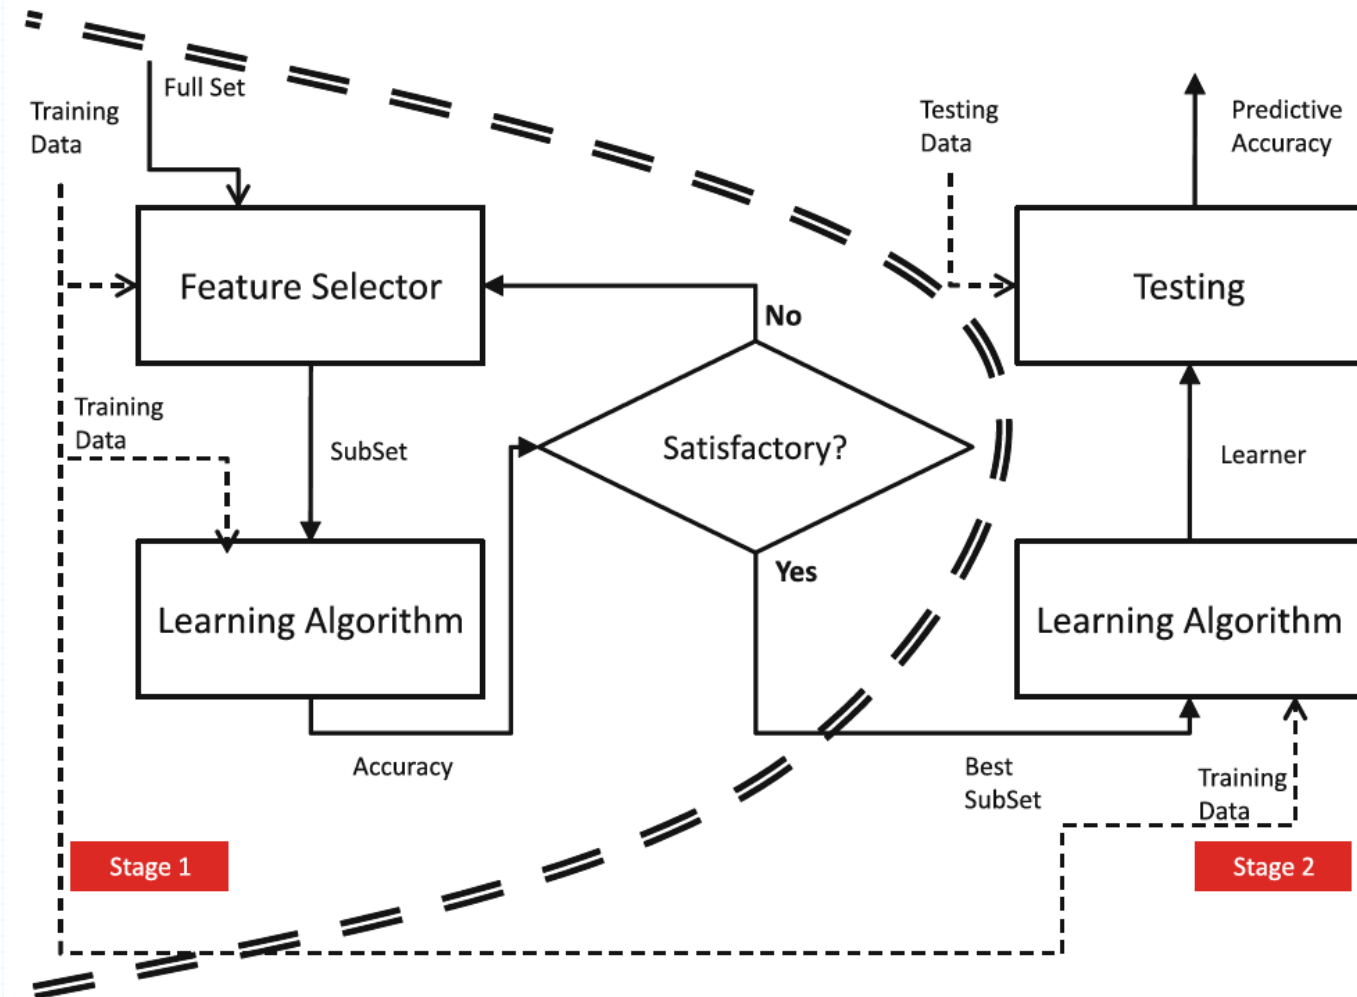 Full Set
Training
Data
Testing
Data
Predictive
Accuracy
Feature Selector
Testing
No
Training
Data
SubSet
Satisfactory?
Learner
Yes
Learning Algorithm
Learning Algorithm
Accuracy
Best
SubSet
Training
Data
Stage 1
Stage 2